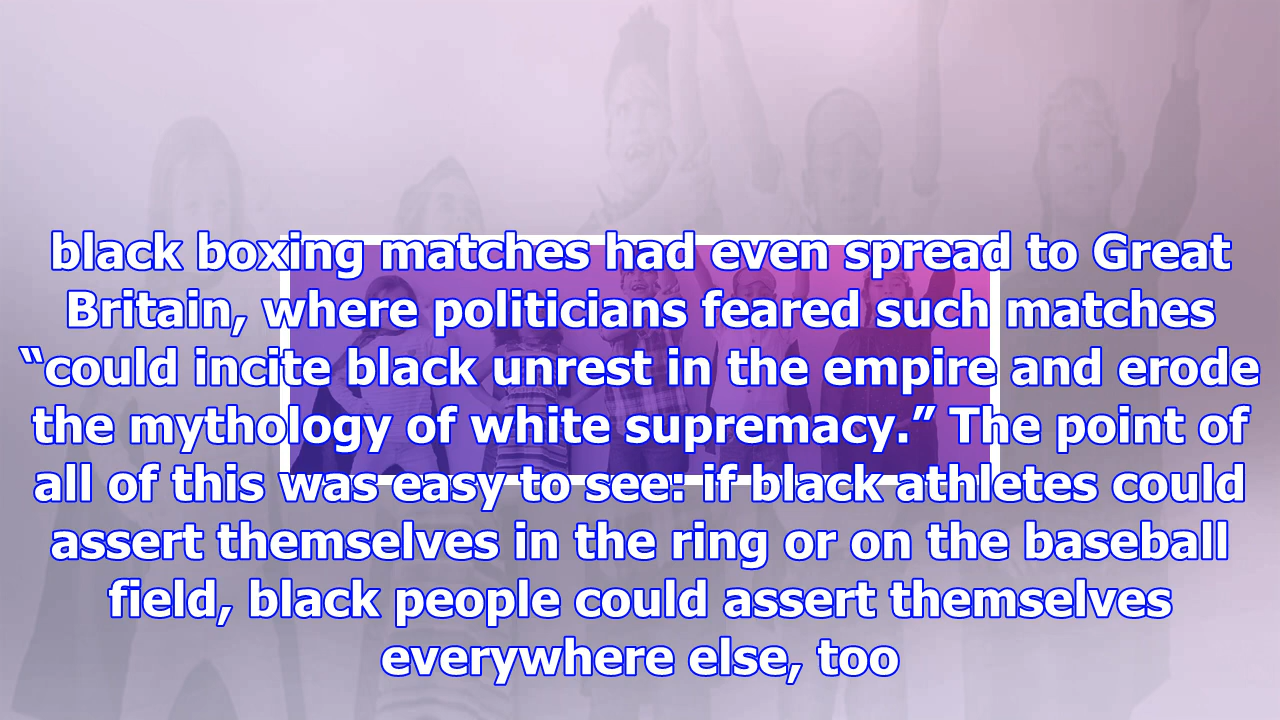 black boxing matches had even spread to Great
Britain, where politicians feared such matches
“could incite black unrest in the empire and erode
the mythology of white supremacy.” The point of
all of this was easy to see: if black athletes could
assert themselves in the ring or on the baseball
field, black people could assert themselves
everywhere else, too